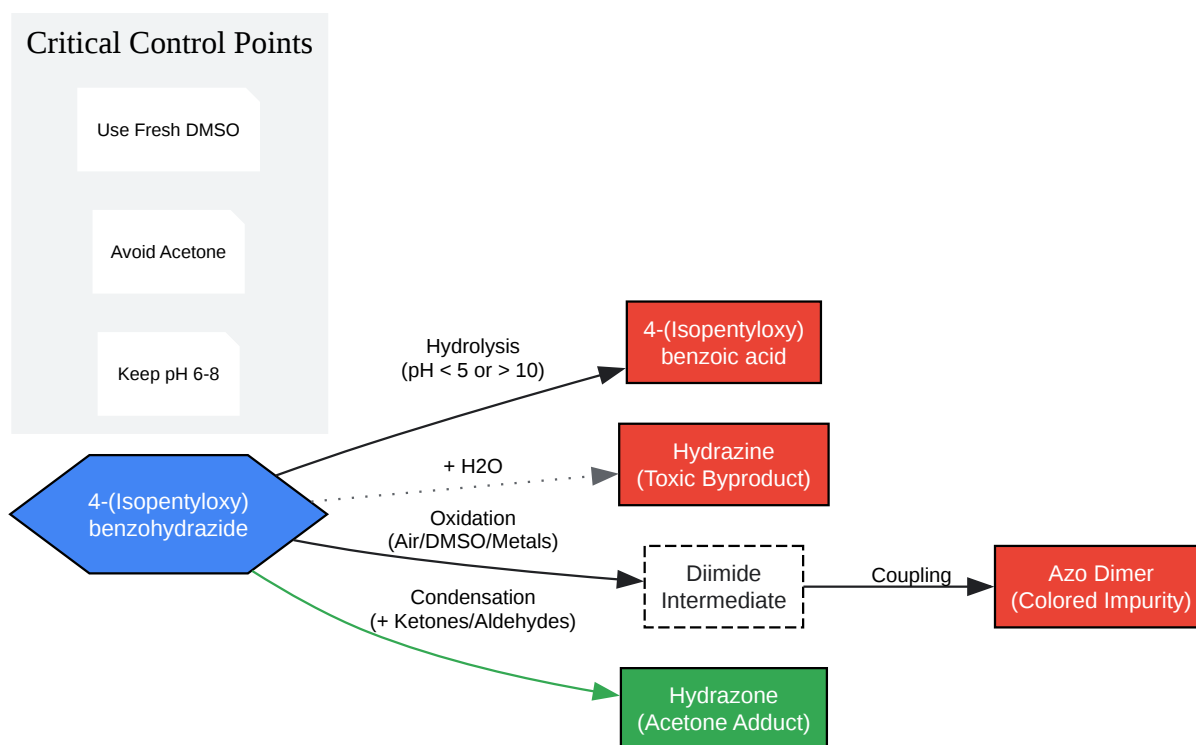 Critical Control Points
Use Fresh DMSO
Avoid Acetone
Keep pH 6-8
4-(Isopentyloxy)
benzohydrazide
Hydrolysis
(pH < 5 or > 10)
4-(Isopentyloxy)
benzoic acid
+ H2O
Hydrazine
(Toxic Byproduct)
Oxidation
(Air/DMSO/Metals)
Diimide
Intermediate
Coupling
Azo Dimer
(Colored Impurity)
Condensation
(+ Ketones/Aldehydes)
Hydrazone
(Acetone Adduct)